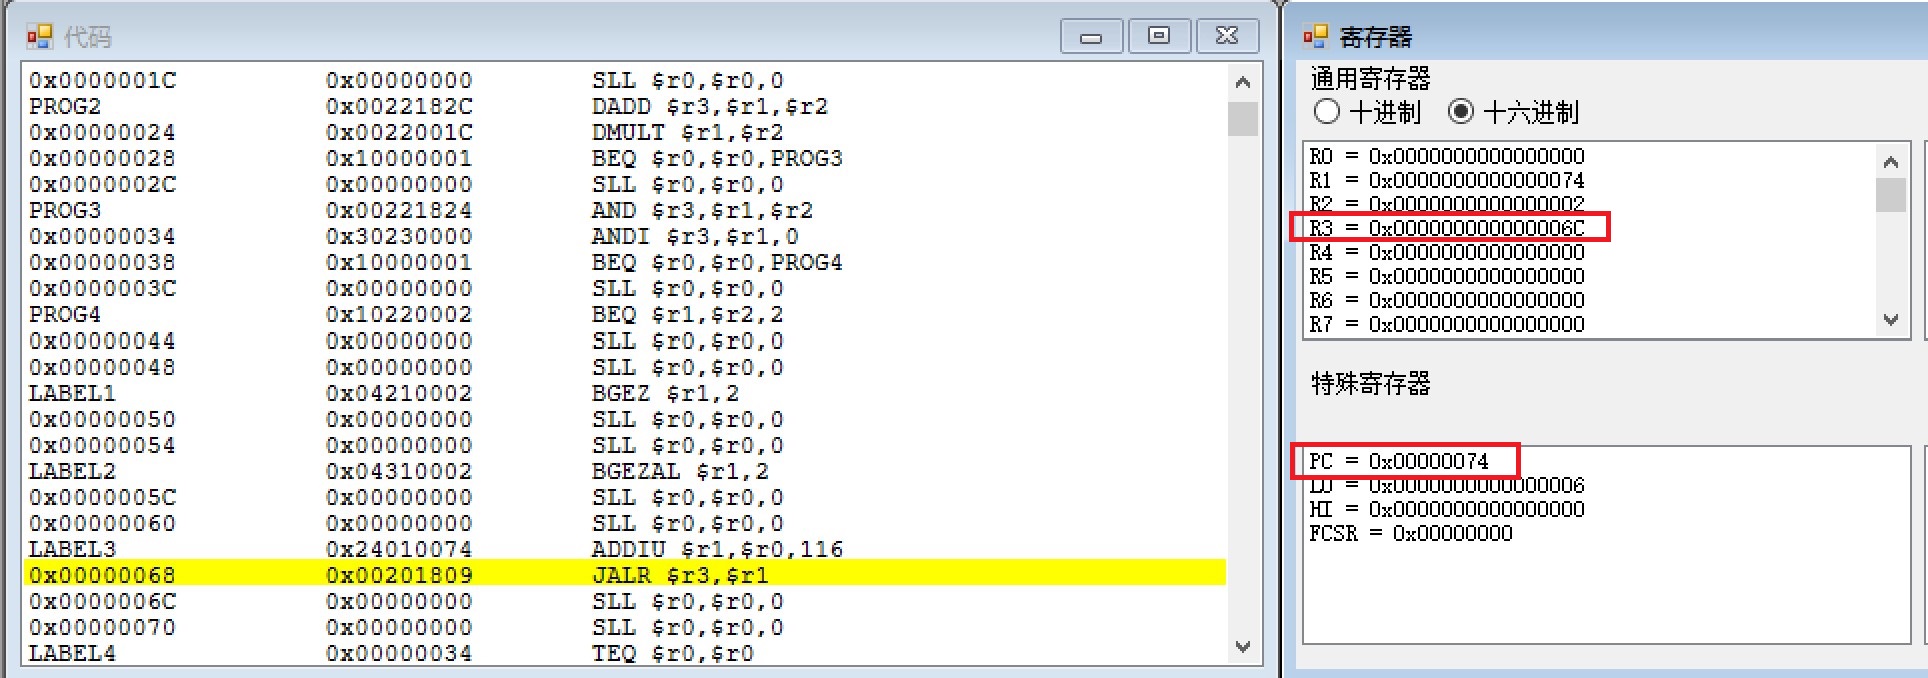 代码
0x0000001C 0x00000000 SLL $r0,$r0,0
PROG2 0x0022182C DADD $r3,$r1,$r2
0x00000024 0x0022001C DMULT $r1,$r2
0x00000028 0x10000001 BEQ $r0,$r0,PROG3
0x0000002C 0x00000000 SLL $r0,$r0,0
PROG3 0x00221824 AND $r3,$r1,$r2
0x00000034 0x30230000 ANDI $r3,$r1,0
0x00000038 0x10000001 BEQ $r0,$r0,PROG4
0x0000003C 0x00000000 SLL $r0,$r0,0
PROG4 0x10220002 BEQ $r1,$r2,2
0x00000044 0x00000000 SLL $r0,$r0,0
0x00000048 0x00000000 SLL $r0,$r0,0
LABEL1 0x04210002 BGEZ $r1,2
0x00000050 0x00000000 SLL $r0,$r0,0
0x00000054 0x00000000 SLL $r0,$r0,0
LABEL2 0x04310002 BGEZAL $r1,2
0x0000005C 0x00000000 SLL $r0,$r0,0
0x00000060 0x00000000 SLL $r0,$r0,0
LABEL3 0x24010074 ADDIU $r1,$r0,116
0x00000068 0x00201809 JALR $r3,$r1
0x0000006C 0x00000000 SLL $r0,$r0,0
0x00000070 0x00000000 SLL $r0,$r0,0
LABEL4 0x00000034 TEQ $r0,$r0
寄存器
通用寄存器
十进制 十六进制
R0 = 0x0000000000000000
R1 = 0x0000000000000074
R2 = 0x0000000000000002
R3 = 0x000000000000006C
R4 = 0x0000000000000000
R5 = 0x0000000000000000
R6 = 0x0000000000000000
R7 = 0x0000000000000000
特殊寄存器
PC = 0x00000074
LO = 0x0000000000000006
HI = 0x0000000000000000
FCSR = 0x00000000